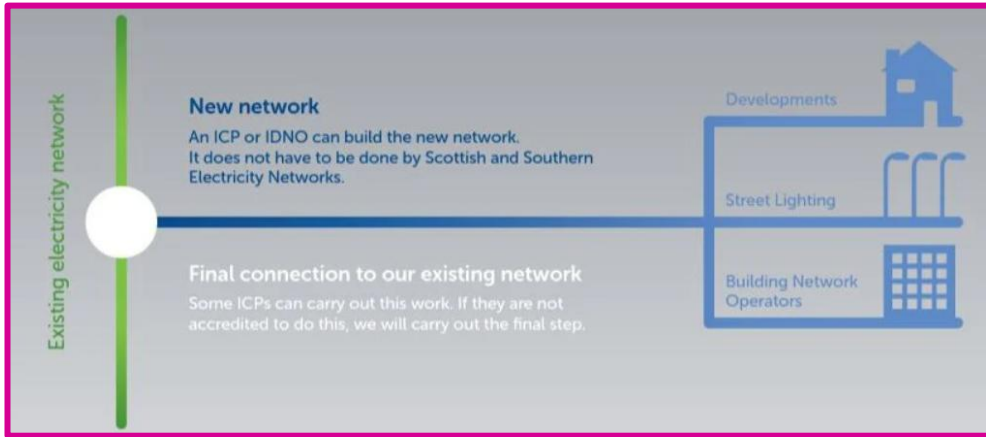 Existing electricity network
New network
An ICP or IDNO can build the new network.
It does not have to be done by Scottish and Southern
Electricity Networks.
Final connection to our existing network
Some ICPs can carry out this work. If they are not
accredited to do this, we will carry out the final step.
Developments
Street Lighting
Building Network
Operators